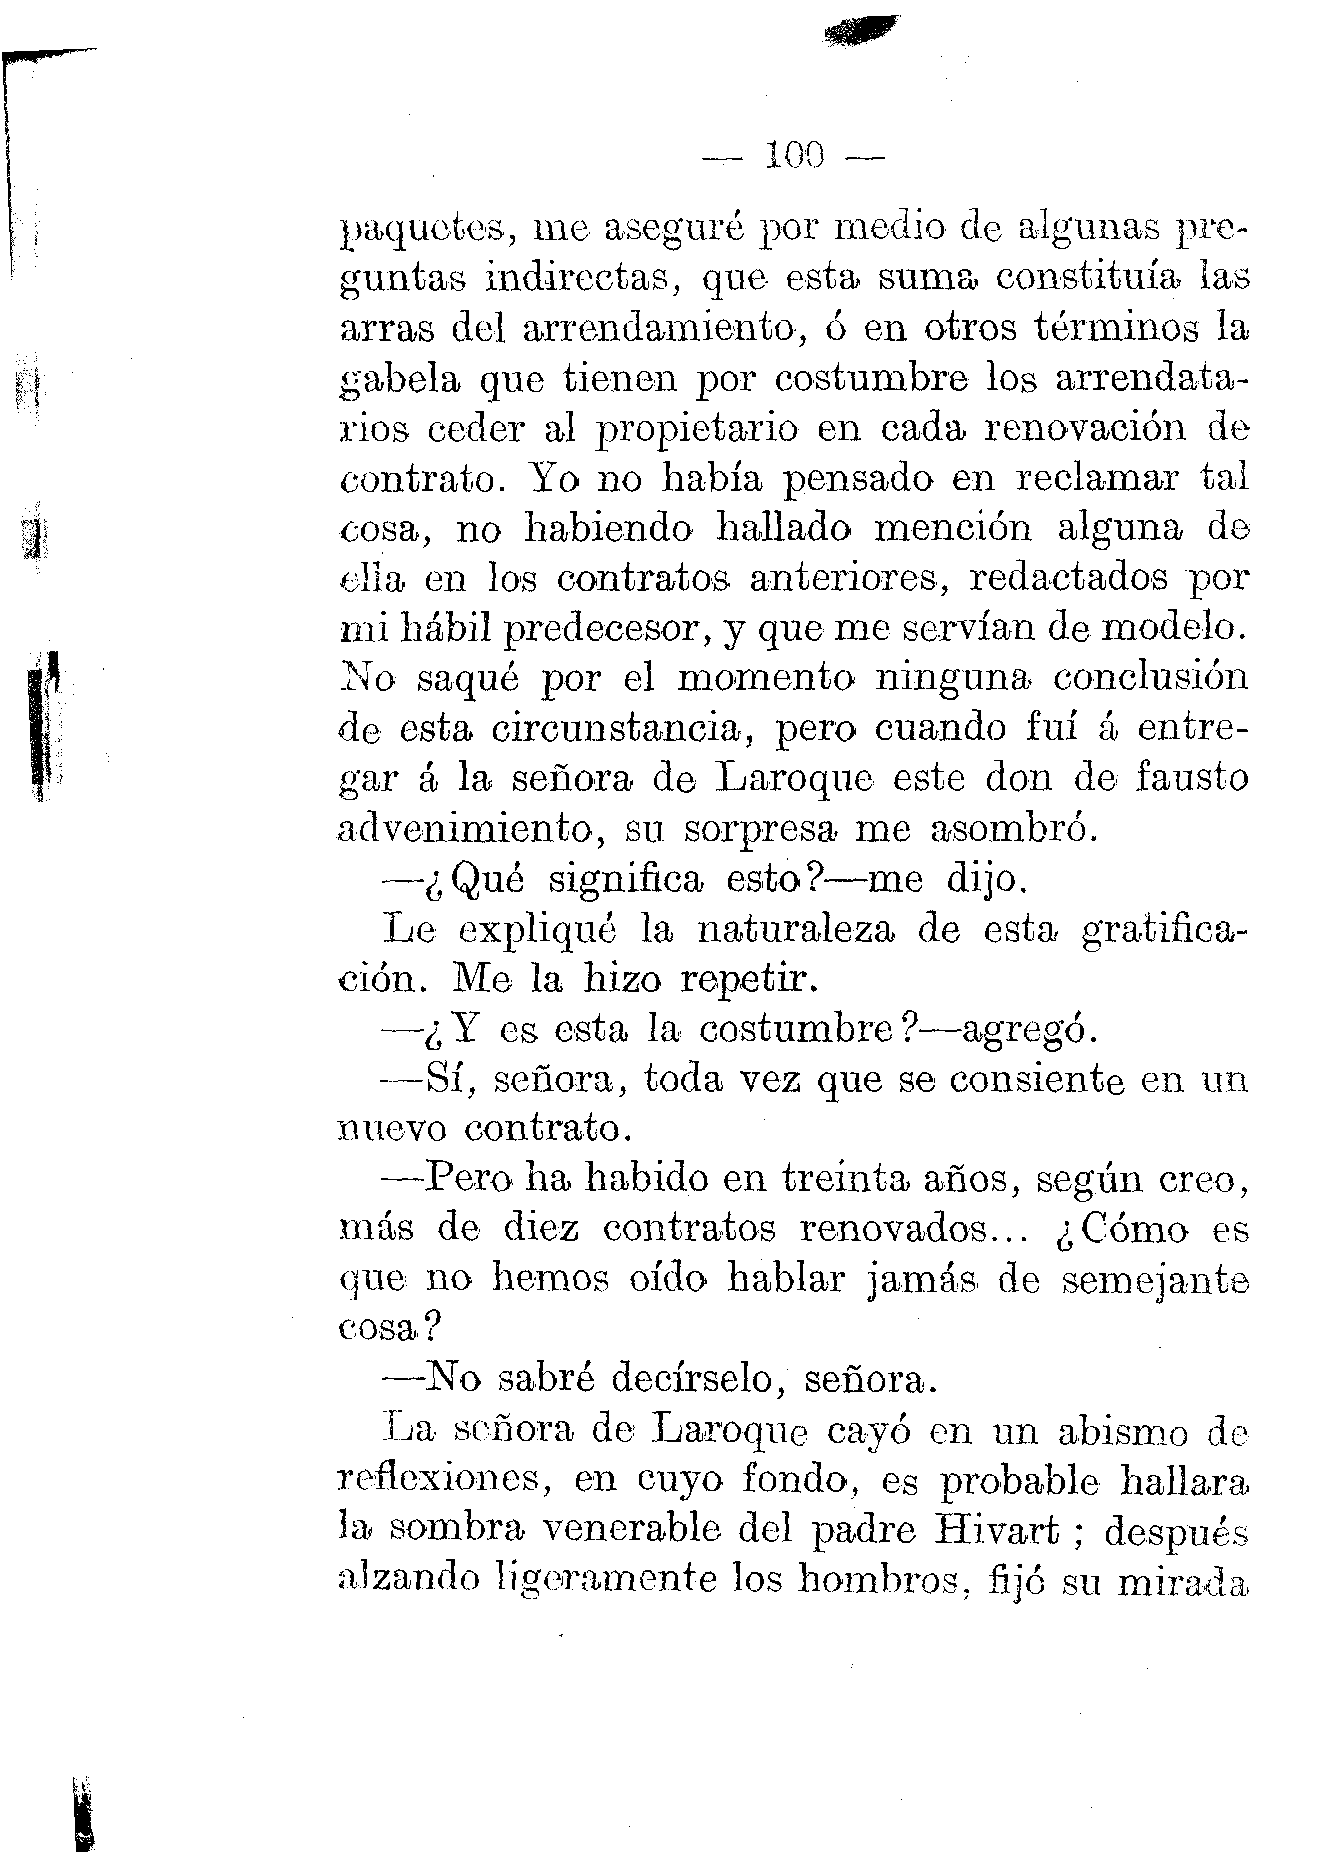 — 100 —
paquetes, me aseguré por medio de algunas pre-
guntas indirectas, que esta suma constituía las
arras del arrendamiento, ó en otros términos la
gabela que tienen por costumbre los arrendata-
rios ceder al propietario en cada renovación de
contrato. Yo no había pensado en reclamar tal
cosa, no habiendo hallado mención alguna de
ella en los contratos anteriores, redactados por
mi hábil predecesor, y que me servían de modelo.
No saqué por el momento ninguna conclusión
de esta circunstancia, pero cuando fuí á entre-
gar á la señora de Laroque este don de fausto
advenimiento, su sorpresa me asombró.
—¿Qué significa esto?—me dijo.
Le expliqué la naturaleza de esta gratifica-
ción. Me la hizo repetir.
—¿Y es esta la costumbre?—agregó.
—Sí, señora, toda vez que se consiente en un
nuevo contrato.
—Pero ha habido en treinta años, según creo,
más de diez contratos renovados... ¿Cómo es
que no hemos oído hablar jamás de semejante
cosa?
—No sabré decírselo, señora.
La señora de Laroque cayó en un abismo de
reflexiones, en cuyo fondo, es probable hallara
la sombra venerable del padre Hivart; después
alzando ligeramente los hombros, fijó su mirada